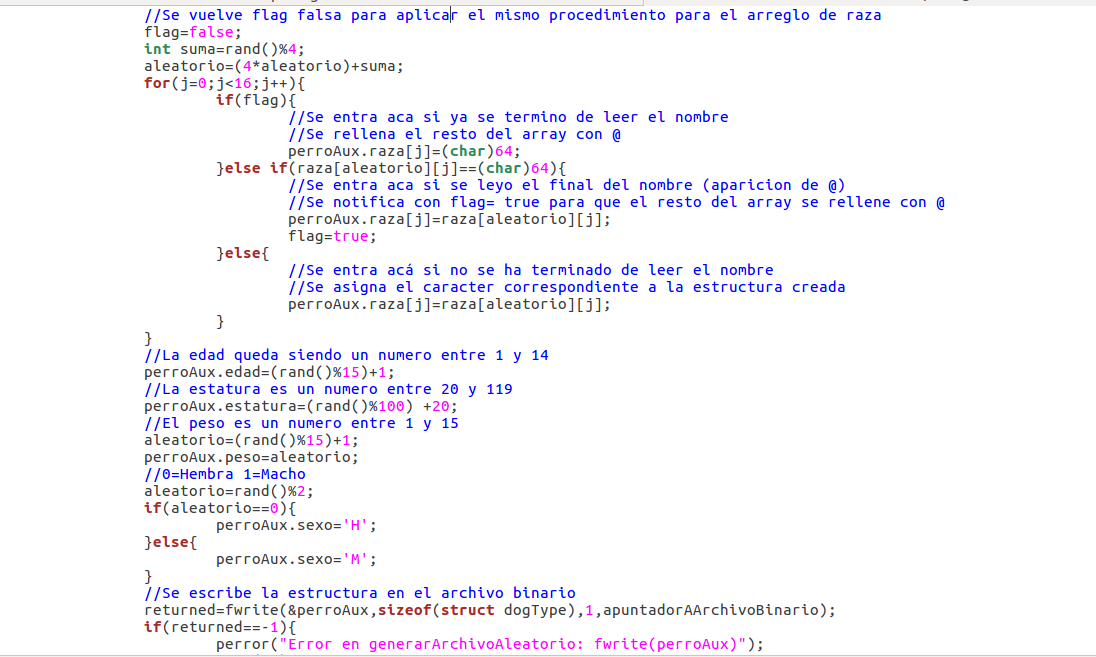 //Se vuelve flag falsa para aplicar el mismo procedimiento para el arreglo de raza
flag=false;
int suma=rand()%4;
aleatorio=(4*aleatorio)+suma;
for(j=0;j<16;j++){
if(flag){
//Se entra aca si ya se termino de leer el nombre
//Se rellena el resto del array con @
perroAux.raza[j]=(char)64;
}else if(raza[aleatorio][j]==(char)64){
//Se entra aca si se leyo el final del nombre (aparicion de @)
//Se notifica con flag= true para que el resto del array se rellene con @
perroAux.raza[j]=raza[aleatorio][j];
flag=true;
}else{
//Se entra acá si no se ha terminado de leer el nombre
//Se asigna el caracter correspondiente a la estructura creada
perroAux.raza[j]=raza[aleatorio][j];
}
}
//La edad queda siendo un numero entre 1 y 14
perroAux.edad=(rand()%15)+1;
//La estatura es un numero entre 20 y 119
perroAux.estatura=(rand()%100) +20;
//El peso es un numero entre 1 y 15
aleatorio=(rand()%15)+1;
perroAux.peso=aleatorio;
//0=Hembra 1=Macho
aleatorio=rand()%2;
if(aleatorio==0){
perroAux.sexo='H';
}else{
perroAux.sexo='M';
}
//Se escribe la estructura en el archivo binario
returned=fwrite(&perroAux,sizeof(struct dogType),1,apuntadorAArchivoBinario);
if(returned==-1){
perror("Error en generarArchivoAleatorio: fwrite(perroAux)");